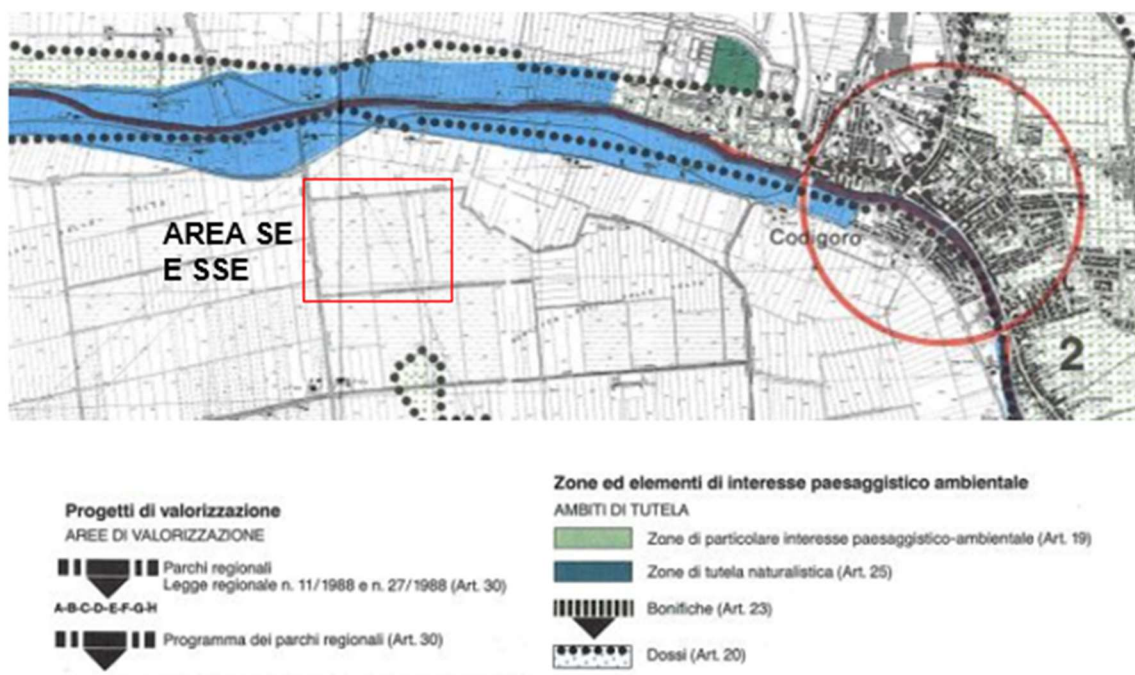 AREA SE
E SSE
Codigoro
2
Progetti di valorizzazione
AREE DI VALORIZZAZIONE
Parchi regionali
Legge regionale n. 11/1988 e n. 27/1988 (Art. 30)
A-B-C-D-E-F-G-H
Programma dei parchi regionali (Art. 30)
Zone ed elementi di interesse paesaggistico ambientale
AMBITI DI TUTELA
Zone di particolare interesse paesaggistico-ambientale (Art. 19)
Zone di tutela naturalistica (Art. 25)
Bonifiche (Art. 23)
Dossi (Art. 20)